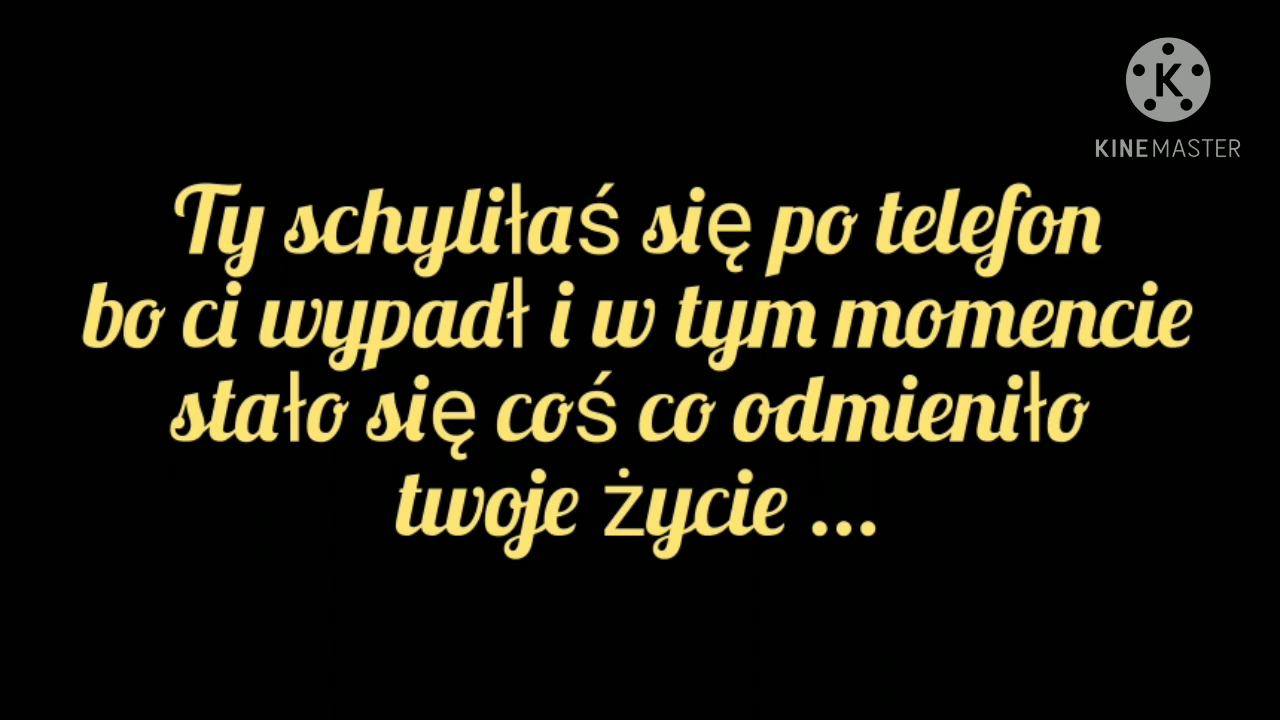 K
KINEMASTER
Ty schyliłaś się po telefon
bo ci wypadł i w tym momencie
stało się coś co odmieniło
twoje życie ...